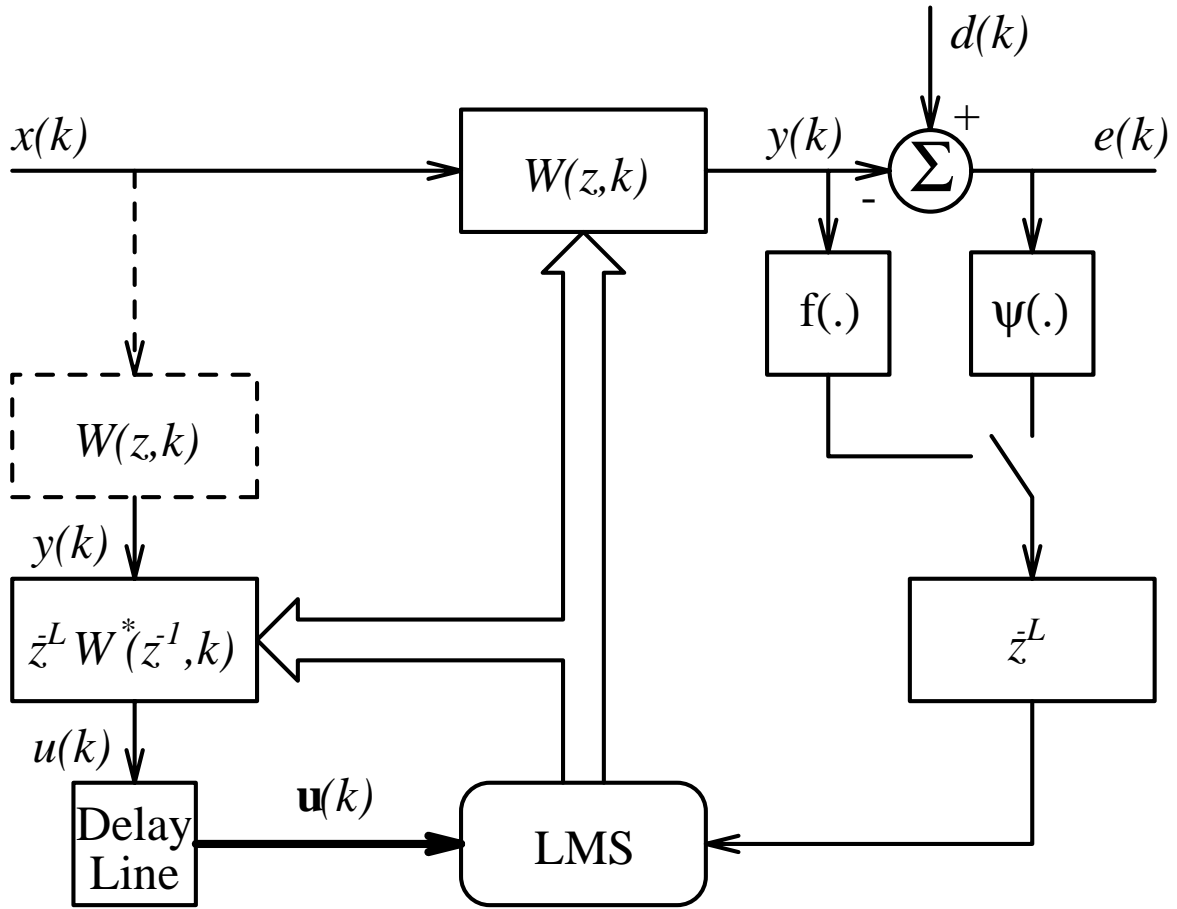 d(k)
x(k)
y(k)
+
e(k)
W(z,k)
Σ
-
f(.)
ψ(.)
W(z,k)
y(k)
z^-L W^*(z^-1,k)
z^-L
u(k)
u(k)
Delay
Line
LMS